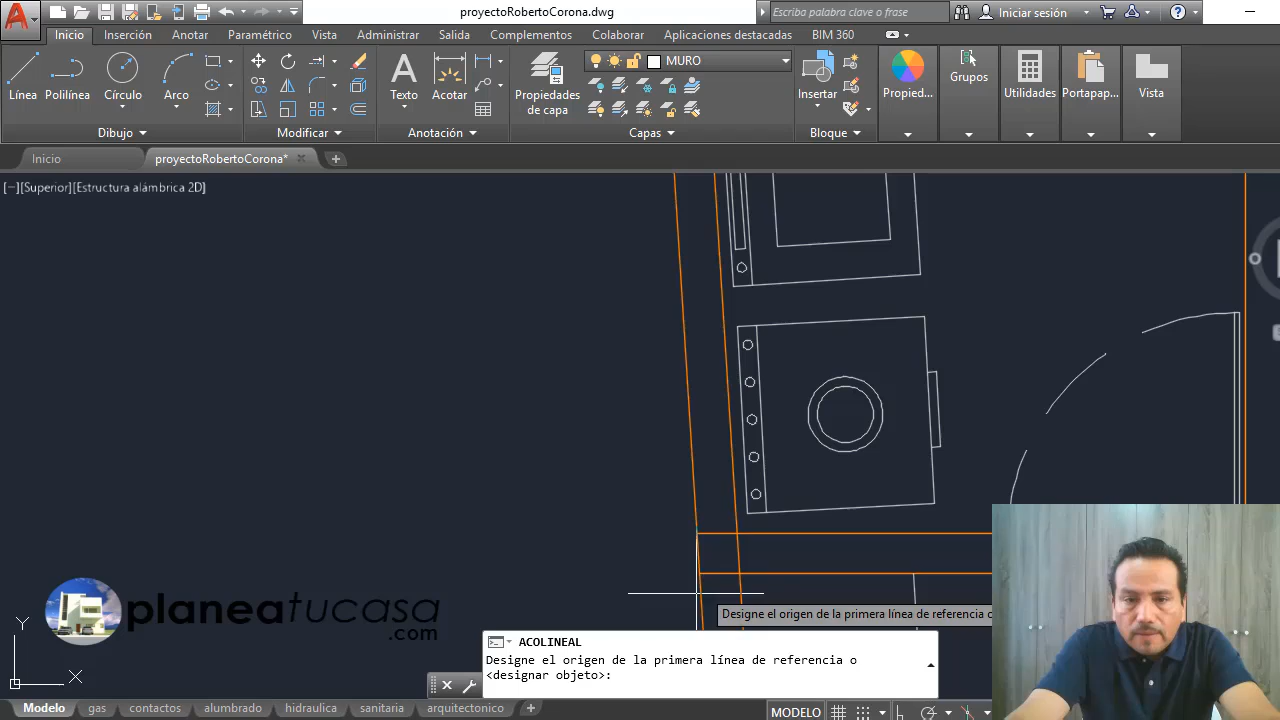 proyectoRobertoCorona.dwg
Escriba palabra clave o frase
Iniciar sesión
Inicio
Inserción
Anotar
Paramétrico
Vista
Administrar
Salida
Complementos
Colaborar
Aplicaciones destacadas
BIM 360
Línea
Polilínea
Círculo
Arco
Texto
Acotar
Propiedades
de capa
MURO
Insertar
Propied...
Grupos
Utilidades
Portapap...
Vista
Dibujo
Modificar
Anotación
Capas
Bloque
Inicio
proyectoRobertoCorona*
[−][Superior][Estructura alámbrica 2D]
planeatucasa
.com
Y
X
Designe el origen de la primera línea de referencia o
ACOLINEAL
Designe el origen de la primera línea de referencia o
<designar objeto>:
Modelo
gas
contactos
alumbrado
hidraulica
sanitaria
arquitectonico
MODELO